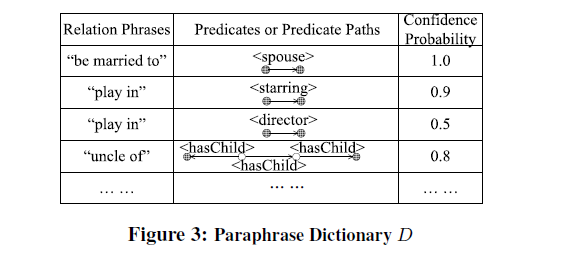 Relation Phrases Predicates or Predicate Paths Confidence Probability
“be married to” <spouse> 1.0
“play in” <starring> 0.9
“play in” <director> 0.5
“uncle of” <hasChild> <hasChild> 0.8
<hasChild>
... ... ... ... ... ...
Figure 3: Paraphrase Dictionary D